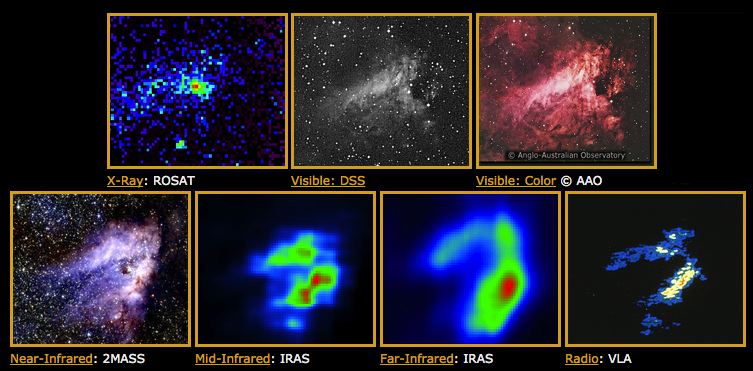 © Anglo-Australian Observatory
X-Ray: ROSAT
Visible: DSS
Visible: Color © AAO
Near-Infrared: 2MASS
Mid-Infrared: IRAS
Far-Infrared: IRAS
Radio: VLA